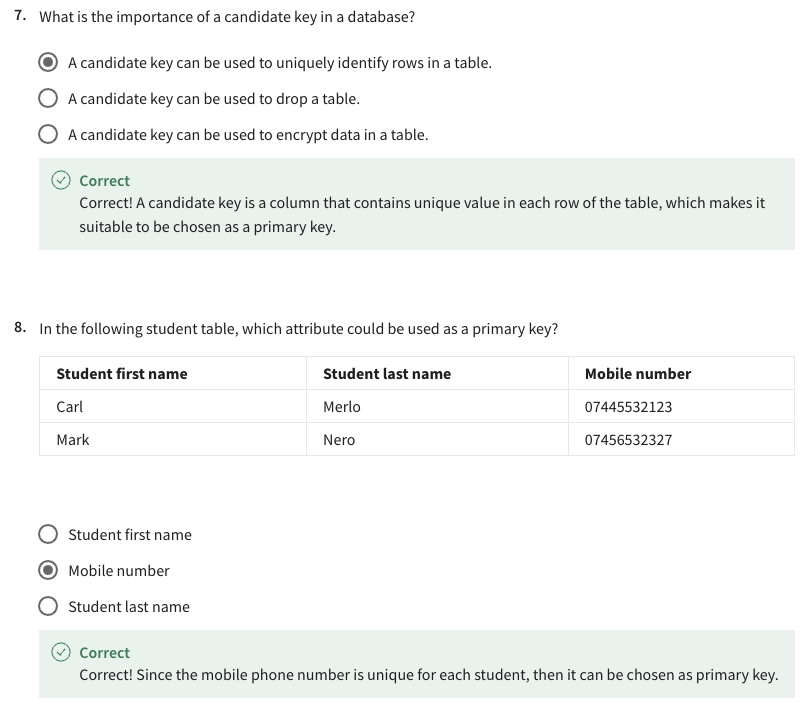 7. What is the importance of a candidate key in a database?
A candidate key can be used to uniquely identify rows in a table.
A candidate key can be used to drop a table.
A candidate key can be used to encrypt data in a table.
Correct
Correct! A candidate key is a column that contains unique value in each row of the table, which makes it
suitable to be chosen as a primary key.
8. In the following student table, which attribute could be used as a primary key?
Student first name Student last name Mobile number
Carl Merlo 07445532123
Mark Nero 07456532327
Student first name
Mobile number
Student last name
Correct
Correct! Since the mobile phone number is unique for each student, then it can be chosen as primary key.